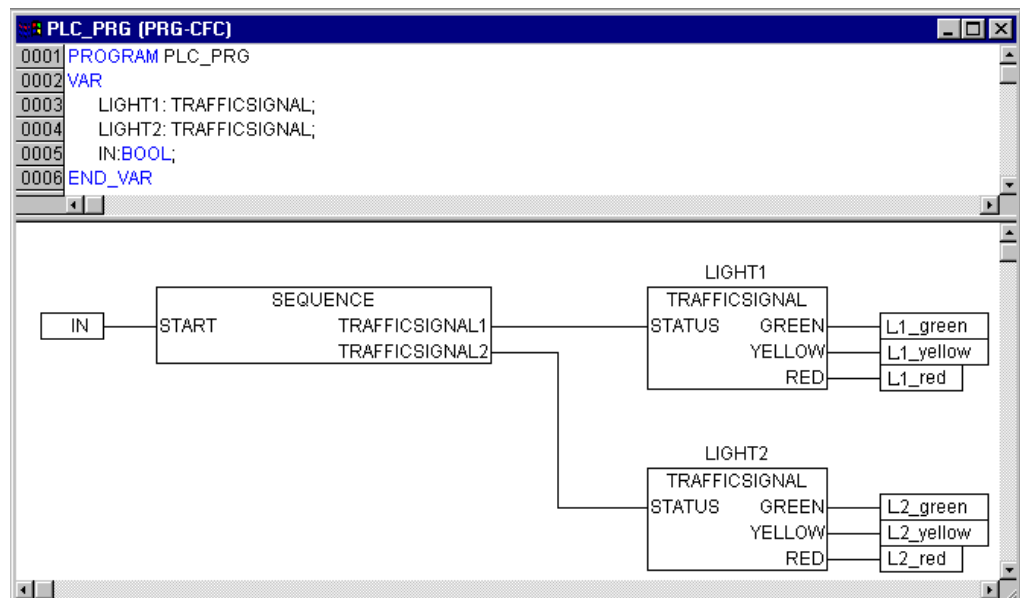 PLC_PRG (PRG-CFC)
0001 PROGRAM PLC_PRG
0002 VAR
0003 LIGHT1: TRAFFICSIGNAL;
0004 LIGHT2: TRAFFICSIGNAL;
0005 IN:BOOL;
0006 END_VAR
LIGHT1
SEQUENCE
TRAFFICSIGNAL
IN
START
TRAFFICSIGNAL1
TRAFFICSIGNAL2
STATUS
GREEN
L1_green
YELLOW
L1_yellow
RED
L1_red
LIGHT2
TRAFFICSIGNAL
STATUS
GREEN
L2_green
YELLOW
L2_yellow
RED
L2_red